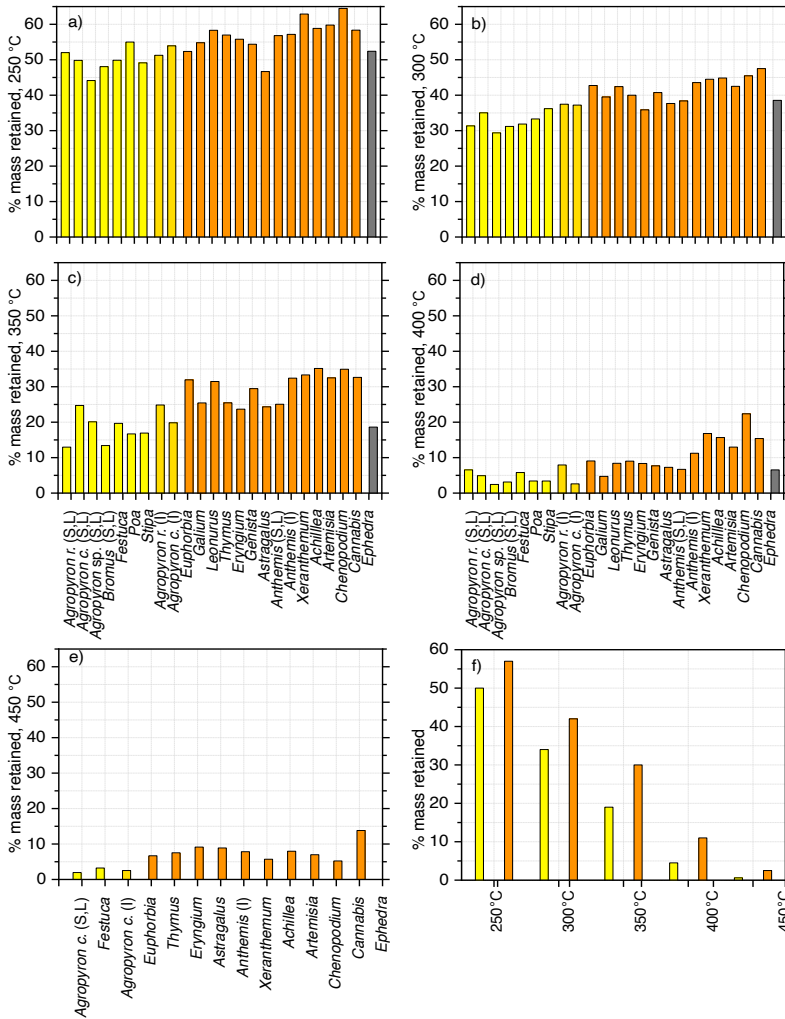 a)
% mass retained, 250 °C
60
50
40
30
20
10
0
b)
% mass retained, 300 °C
60
50
40
30
20
10
0
c)
% mass retained, 350 °C
60
50
40
30
20
10
0
Agropyron r. (S,L)
Agropyron c. (S,L)
Agropyron sp. (S,L)
Bromus (S,L)
Festuca
Poa
Stipa
Agropyron r. (I)
Agropyron c. (I)
Euphorbia
Galium
Leonurus
Thymus
Eryngium
Genista
Astragalus
Anthemis (S,L)
Anthemis (I)
Xeranthemum
Achillea
Artemisia
Chenopodium
Cannabis
Ephedra
d)
% mass retained, 400 °C
60
50
40
30
20
10
0
Agropyron r. (S,L)
Agropyron c. (S,L)
Agropyron sp. (S,L)
Bromus (S,L)
Festuca
Poa
Stipa
Agropyron r. (I)
Agropyron c. (I)
Euphorbia
Galium
Leonurus
Thymus
Eryngium
Genista
Astragalus
Anthemis (S,L)
Anthemis (I)
Xeranthemum
Achillea
Artemisia
Chenopodium
Cannabis
Ephedra
e)
% mass retained, 450 °C
60
50
40
30
20
10
0
Agropyron c. (S,L)
Festuca
Agropyron c. (I)
Euphorbia
Thymus
Eryngium
Astragalus
Anthemis (I)
Xeranthemum
Achillea
Artemisia
Chenopodium
Cannabis
Ephedra
f)
% mass retained
60
50
40
30
20
10
0
250°C
300°C
350°C
400°C
450°C